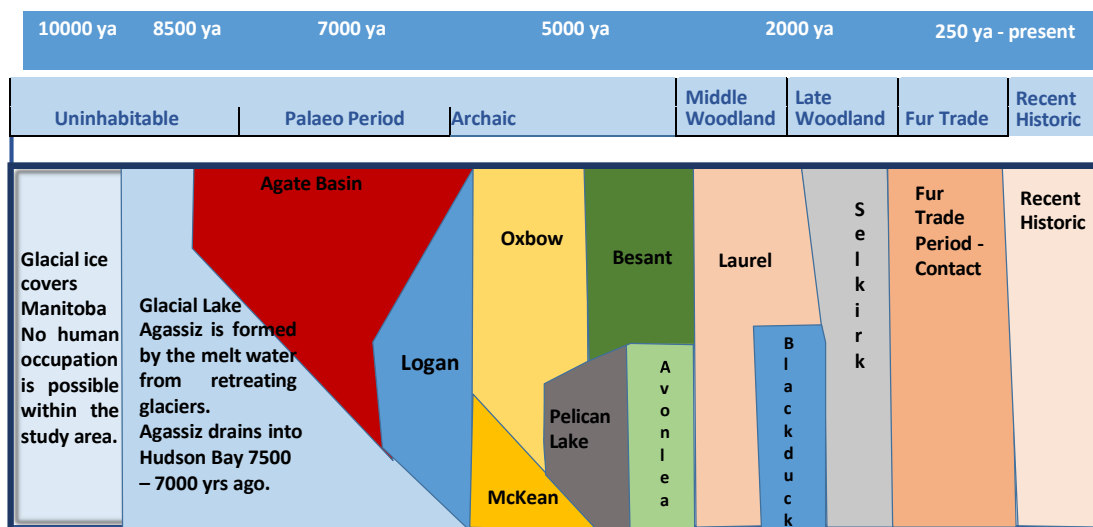 10000 ya 8500 ya 7000 ya 5000 ya 2000 ya 250 ya - present
Uninhabitable Palaeo Period Archaic Middle Woodland Late Woodland Fur Trade Recent Historic
Glacial ice
covers
Manitoba
No human
occupation
is possible
within the
study area.
Glacial Lake
Agassiz is formed
by the melt water
from retreating
glaciers.
Agassiz drains into
Hudson Bay 7500
– 7000 yrs ago.
Agate Basin
Logan
Oxbow
McKean
Besant
Pelican
Lake
Avonlea
Laurel
Blackduck
Selkirk
Fur
Trade
Period -
Contact
Recent
Historic